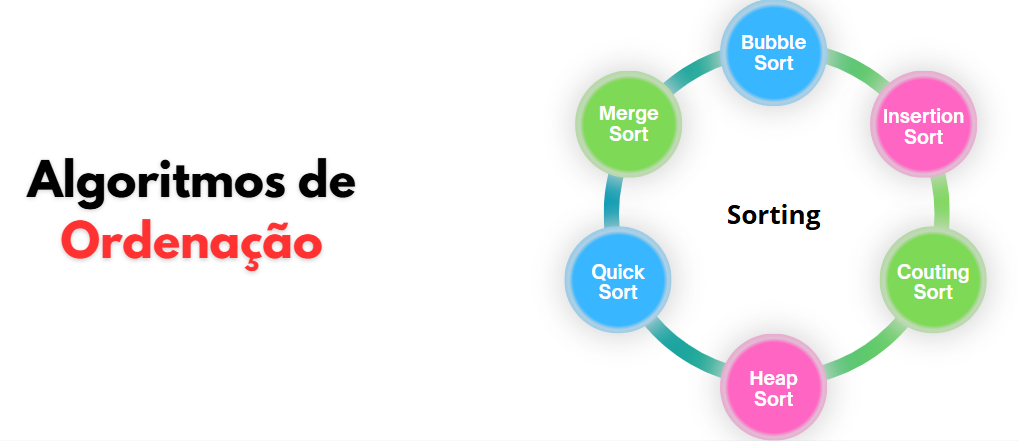 Algoritmos de
Ordenação
Bubble
Sort
Insertion
Sort
Couting
Sort
Heap
Sort
Quick
Sort
Merge
Sort
Sorting